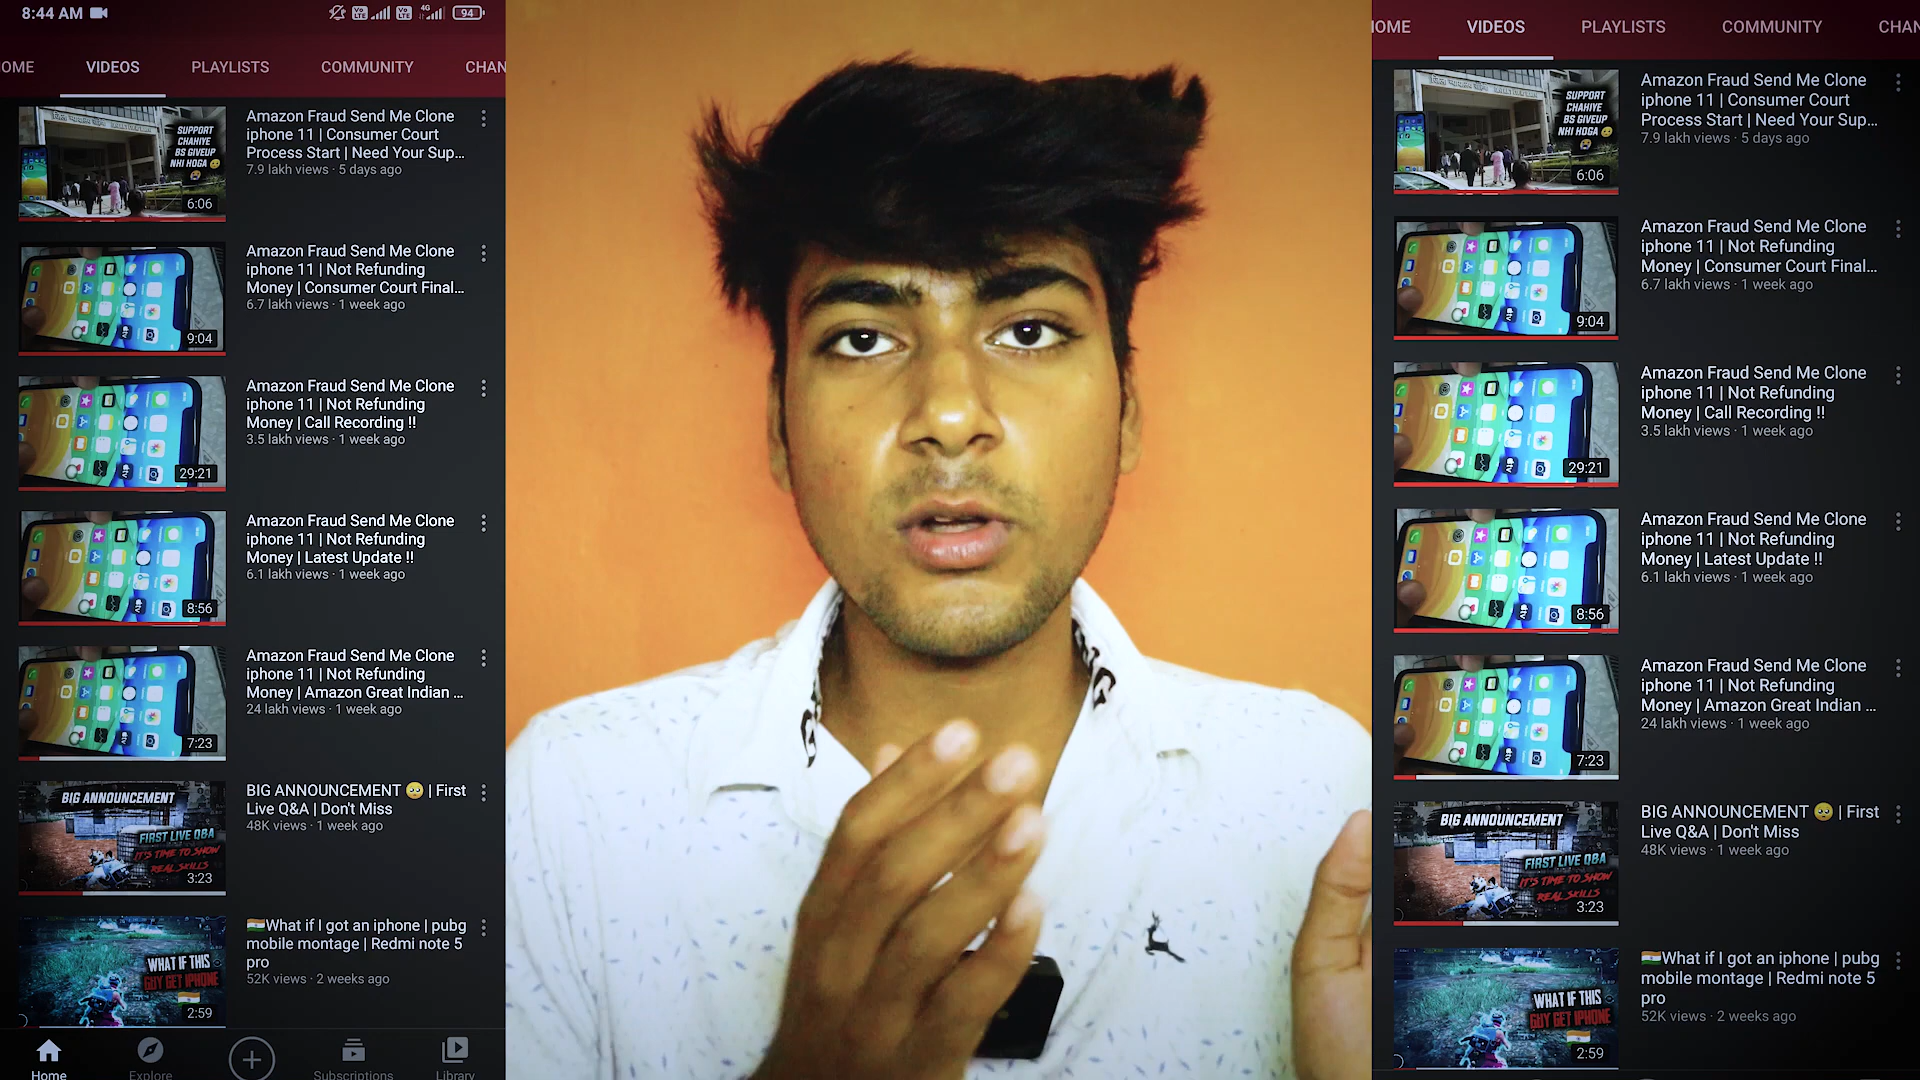 8:44 AM
Vo LTE
Vo LTE
4G
94
OME
VIDEOS
PLAYLISTS
COMMUNITY
CHAN
SUPPORT
CHAHIYE
BS GIVEUP
NHI HOGA
6:06
Amazon Fraud Send Me Clone
iphone 11 | Consumer Court
Process Start | Need Your Sup...
7.9 lakh views · 5 days ago
9:04
Amazon Fraud Send Me Clone
iphone 11 | Not Refunding
Money | Consumer Court Final...
6.7 lakh views · 1 week ago
29:21
Amazon Fraud Send Me Clone
iphone 11 | Not Refunding
Money | Call Recording !!
3.5 lakh views · 1 week ago
8:56
Amazon Fraud Send Me Clone
iphone 11 | Not Refunding
Money | Latest Update !!
6.1 lakh views · 1 week ago
7:23
Amazon Fraud Send Me Clone
iphone 11 | Not Refunding
Money | Amazon Great Indian ...
24 lakh views · 1 week ago
BIG ANNOUNCEMENT
FIRST LIVE Q&A
IT'S TIME TO SHOW
REAL SKILLS
3:23
BIG ANNOUNCEMENT 🥺 | First
Live Q&A | Don't Miss
48K views · 1 week ago
WHAT IF THIS
GUY GET IPHONE
2:59
🇮🇳What if I got an iphone | pubg
mobile montage | Redmi note 5
pro
52K views · 2 weeks ago
Home
Explore
Subscriptions
Library
IOME
VIDEOS
PLAYLISTS
COMMUNITY
CHAN
SUPPORT
CHAHIYE
BS GIVEUP
NHI HOGA
6:06
Amazon Fraud Send Me Clone
iphone 11 | Consumer Court
Process Start | Need Your Sup...
7.9 lakh views · 5 days ago
9:04
Amazon Fraud Send Me Clone
iphone 11 | Not Refunding
Money | Consumer Court Final...
6.7 lakh views · 1 week ago
29:21
Amazon Fraud Send Me Clone
iphone 11 | Not Refunding
Money | Call Recording !!
3.5 lakh views · 1 week ago
8:56
Amazon Fraud Send Me Clone
iphone 11 | Not Refunding
Money | Latest Update !!
6.1 lakh views · 1 week ago
7:23
Amazon Fraud Send Me Clone
iphone 11 | Not Refunding
Money | Amazon Great Indian ...
24 lakh views · 1 week ago
BIG ANNOUNCEMENT
FIRST LIVE Q&A
IT'S TIME TO SHOW
REAL SKILLS
3:23
BIG ANNOUNCEMENT 🥺 | First
Live Q&A | Don't Miss
48K views · 1 week ago
WHAT IF THIS
GUY GET IPHONE
2:59
🇮🇳What if I got an iphone | pubg
mobile montage | Redmi note 5
pro
52K views · 2 weeks ago